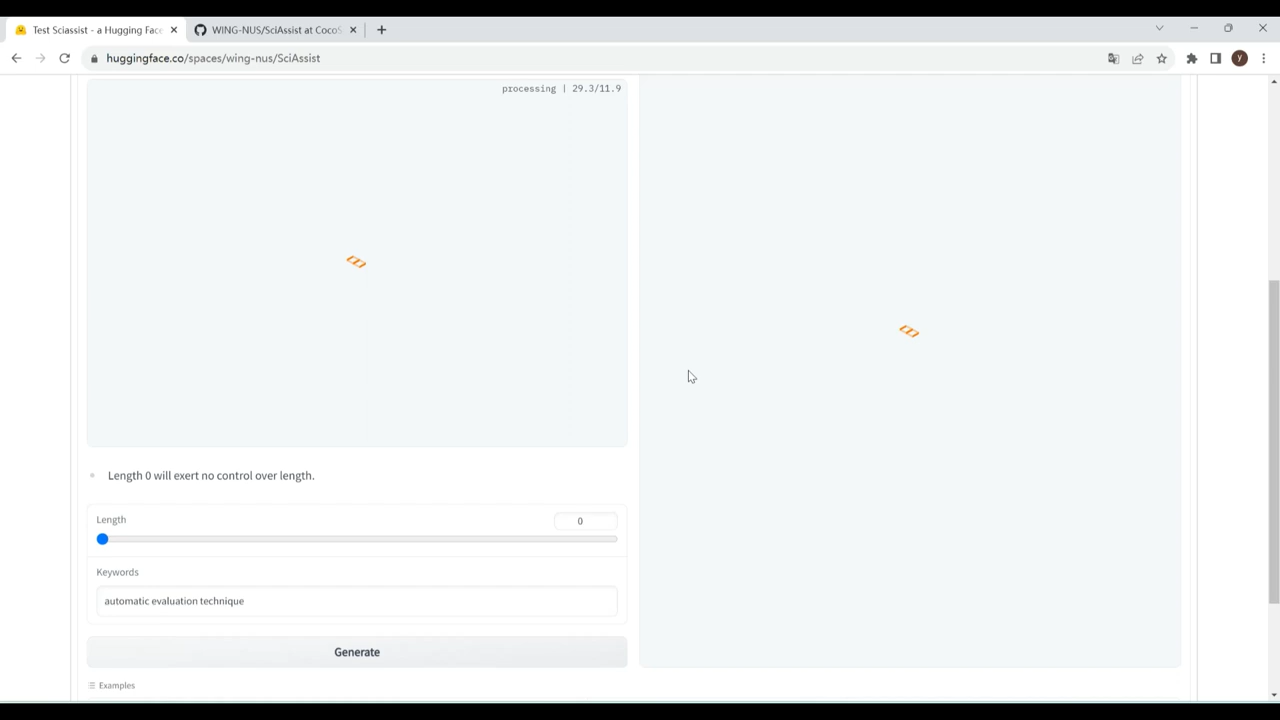 Test Sciassist - a Hugging Face
WING-NUS/SciAssist at CocoS
huggingface.co/spaces/wing-nus/SciAssist
y
processing | 29.3/11.9
Length 0 will exert no control over length.
Length
0
Keywords
automatic evaluation technique
Generate
Examples